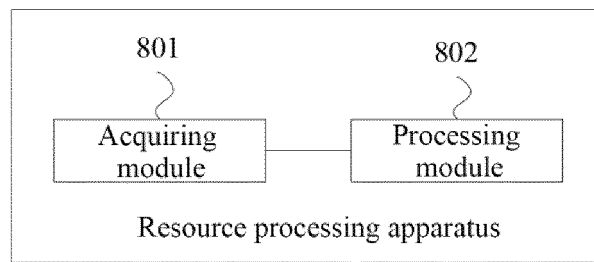 801
802
Acquiring
module
Processing
module
Resource processing apparatus